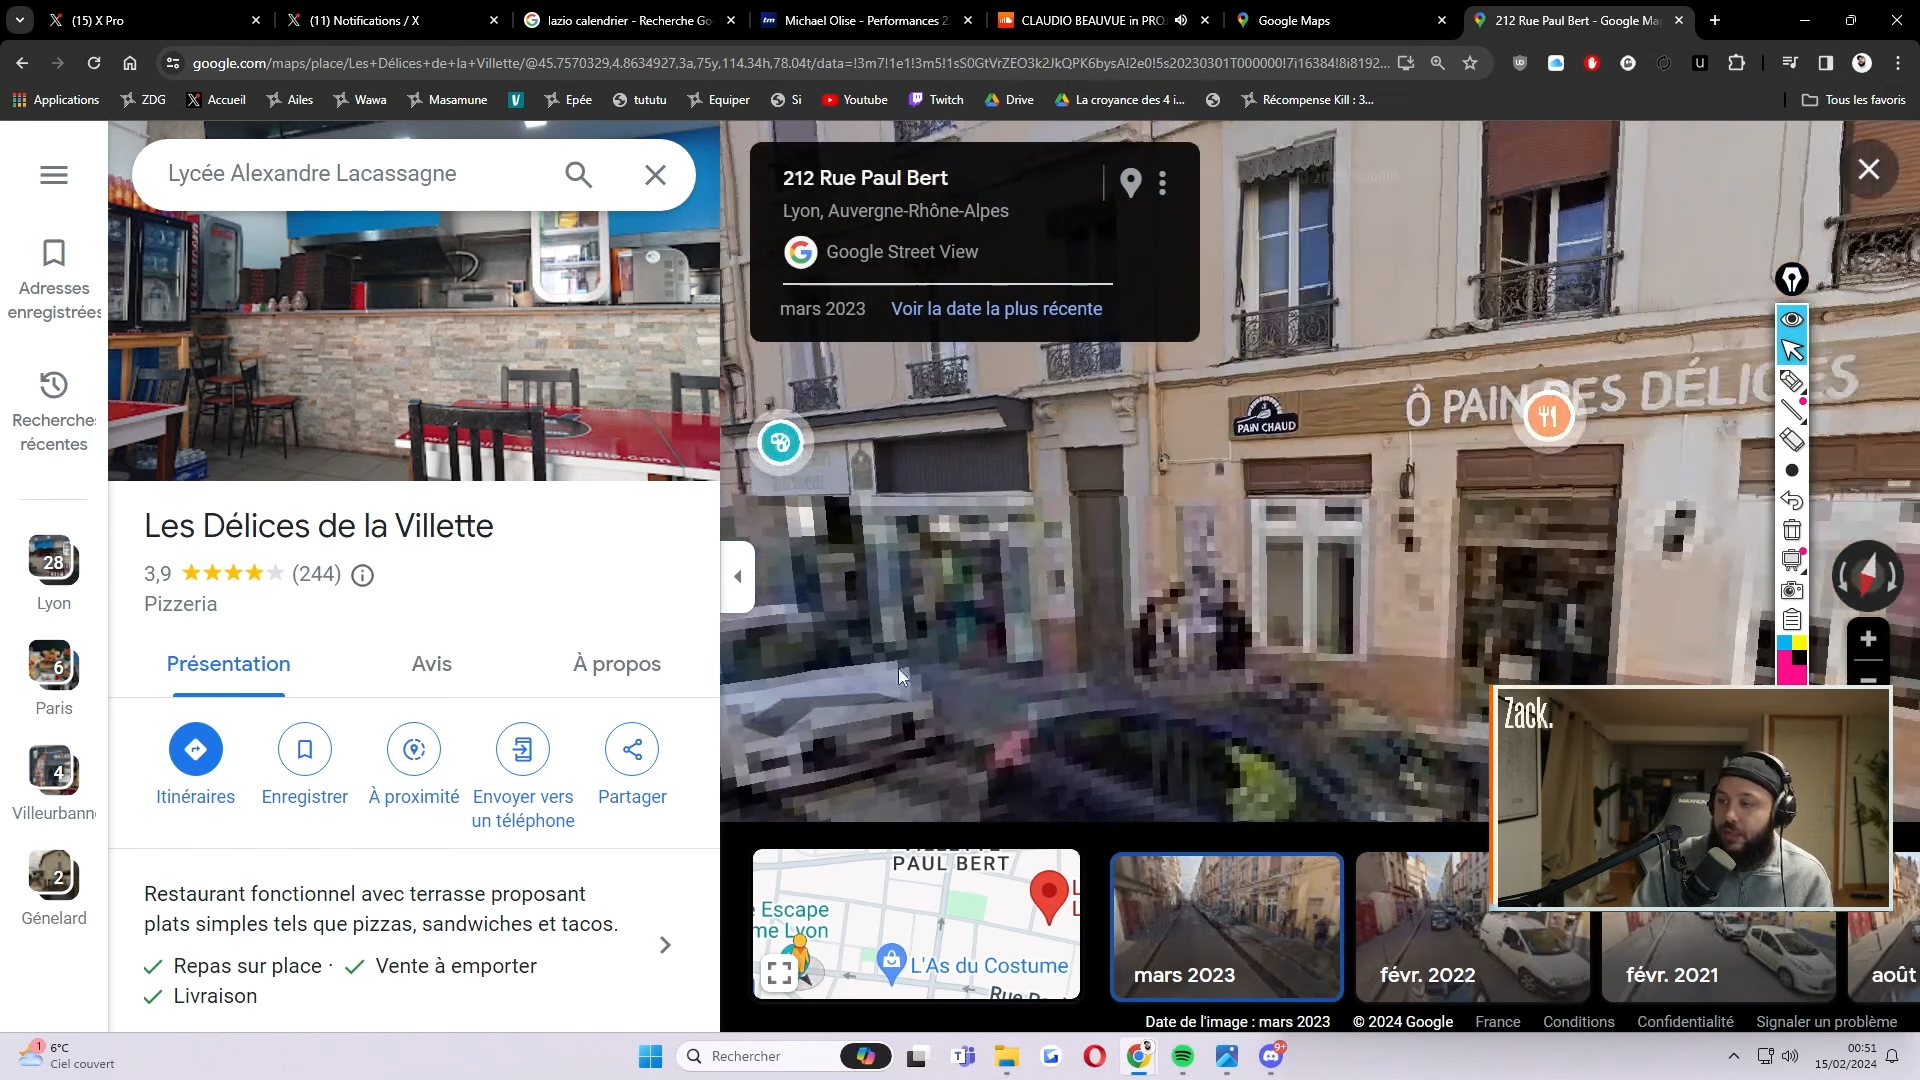 (15) X Pro
(11) Notifications / X
lazio calendrier - Recherche Go
Michael Olise - Performances 2
CLAUDIO BEAUVUE in PRO
Google Maps
212 Rue Paul Bert - Google Ma
google.com/maps/place/Les+Délices+de+la+Villette/@45.7570329,4.8634927,3a,75y,114.34h,78.04t/data=!3m7!1e1!3m5!1sS0GtVrZEO3k2JkQPK6bysA!2e0!5s20230301T000000!7i16384!8i8192...
Applications
ZDG
Accueil
Ailes
Wawa
Masamune
Epée
tututu
Equiper
Si
Youtube
Twitch
Drive
La croyance des 4 i...
Récompense Kill : 3...
Tous les favoris
Lycée Alexandre Lacassagne
Adresses
enregistrées
Recherches
récentes
28
Lyon
6
Paris
4
Villeurbann
2
Génelard
Les Délices de la Villette
3,9
(244)
Pizzeria
Présentation
Avis
À propos
Itinéraires
Enregistrer
À proximité
Envoyer vers
un téléphone
Partager
Restaurant fonctionnel avec terrasse proposant
plats simples tels que pizzas, sandwiches et tacos.
Repas sur place ·
Vente à emporter
Livraison
212 Rue Paul Bert
Lyon, Auvergne-Rhône-Alpes
Google Street View
mars 2023
Voir la date la plus récente
PAiN CHAUD
Ô PAIN DES DÉLICES
Zack.
PAUL BERT
Escape
me Lyon
L'As du Costume
mars 2023
févr. 2022
févr. 2021
août
Date de l'image : mars 2023
© 2024 Google
France
Conditions
Confidentialité
Signaler un problème
1
6°C
Ciel couvert
Rechercher
9+
00:51
15/02/2024